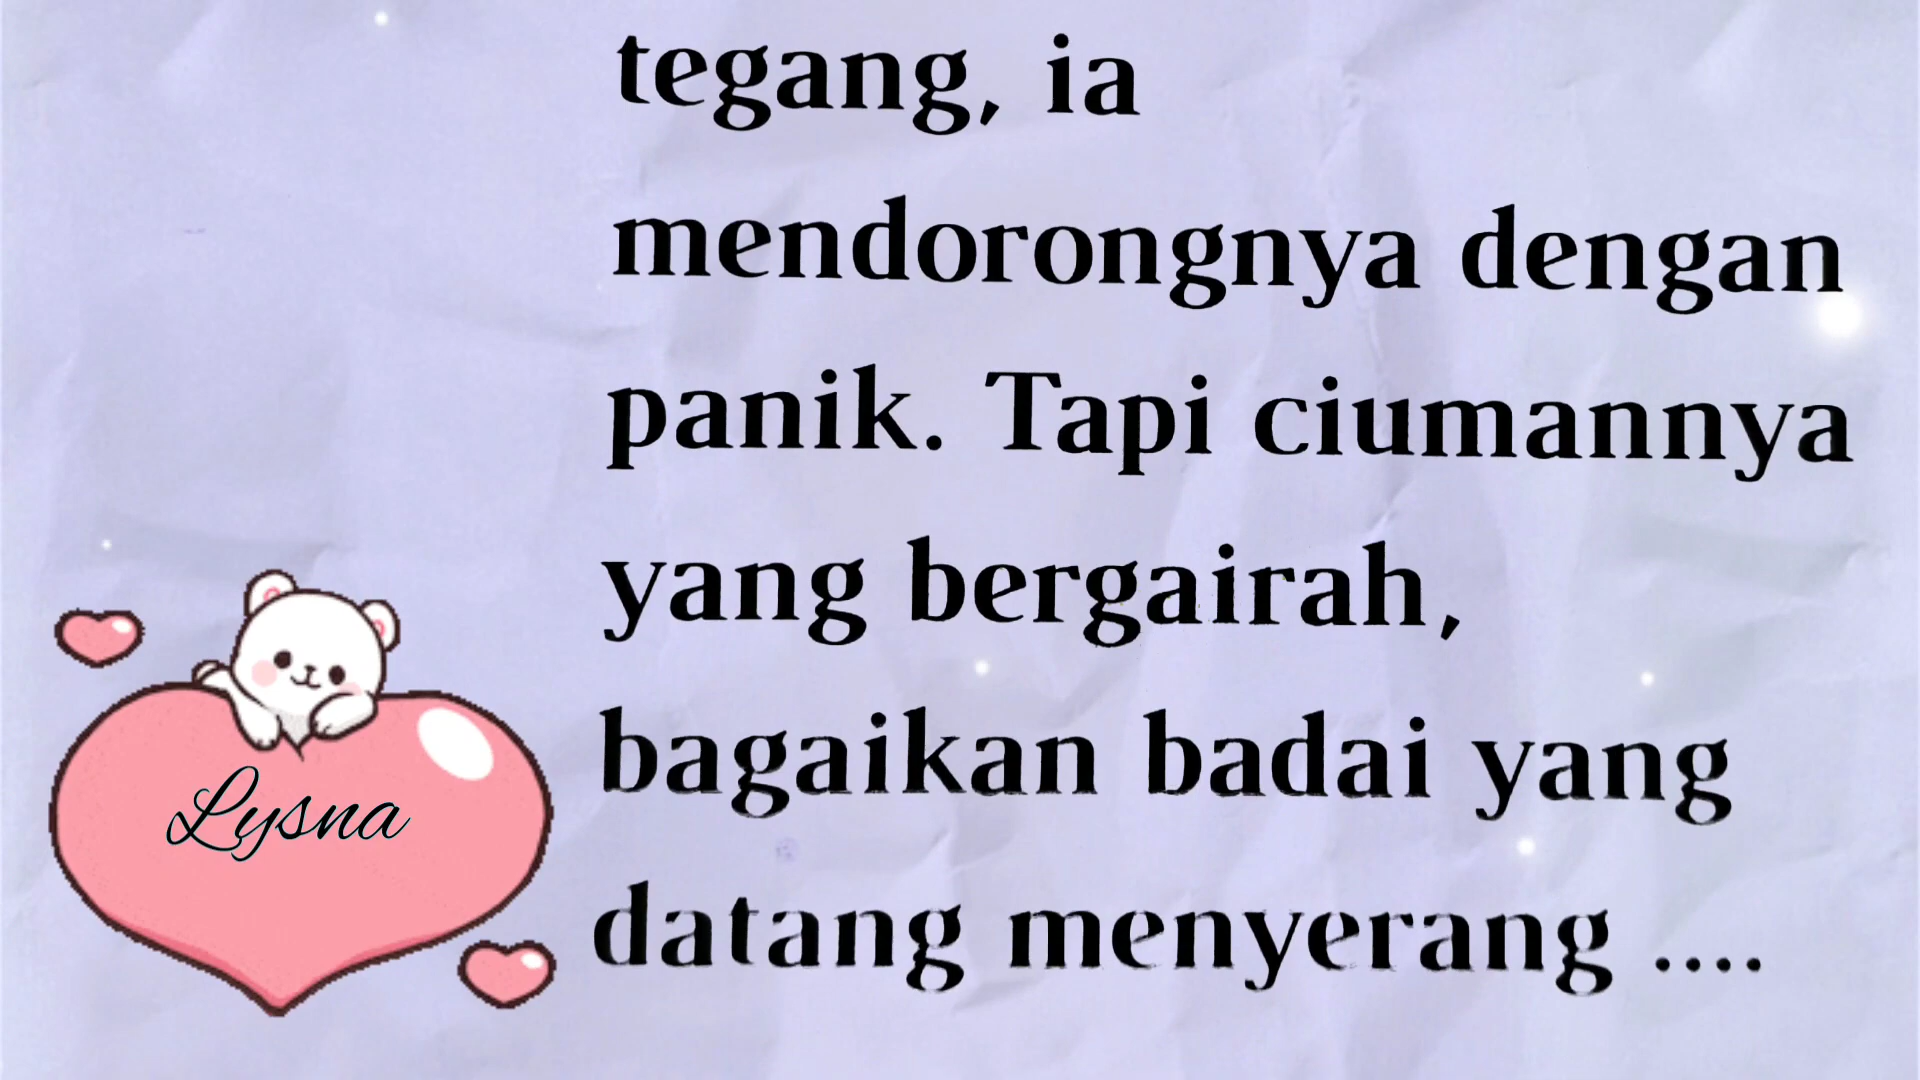 tegang, ia
mendorongnya dengan
panik. Tapi ciumannya
yang bergairah,
bagaikan badai yang
datang menyerang ....
Lysna